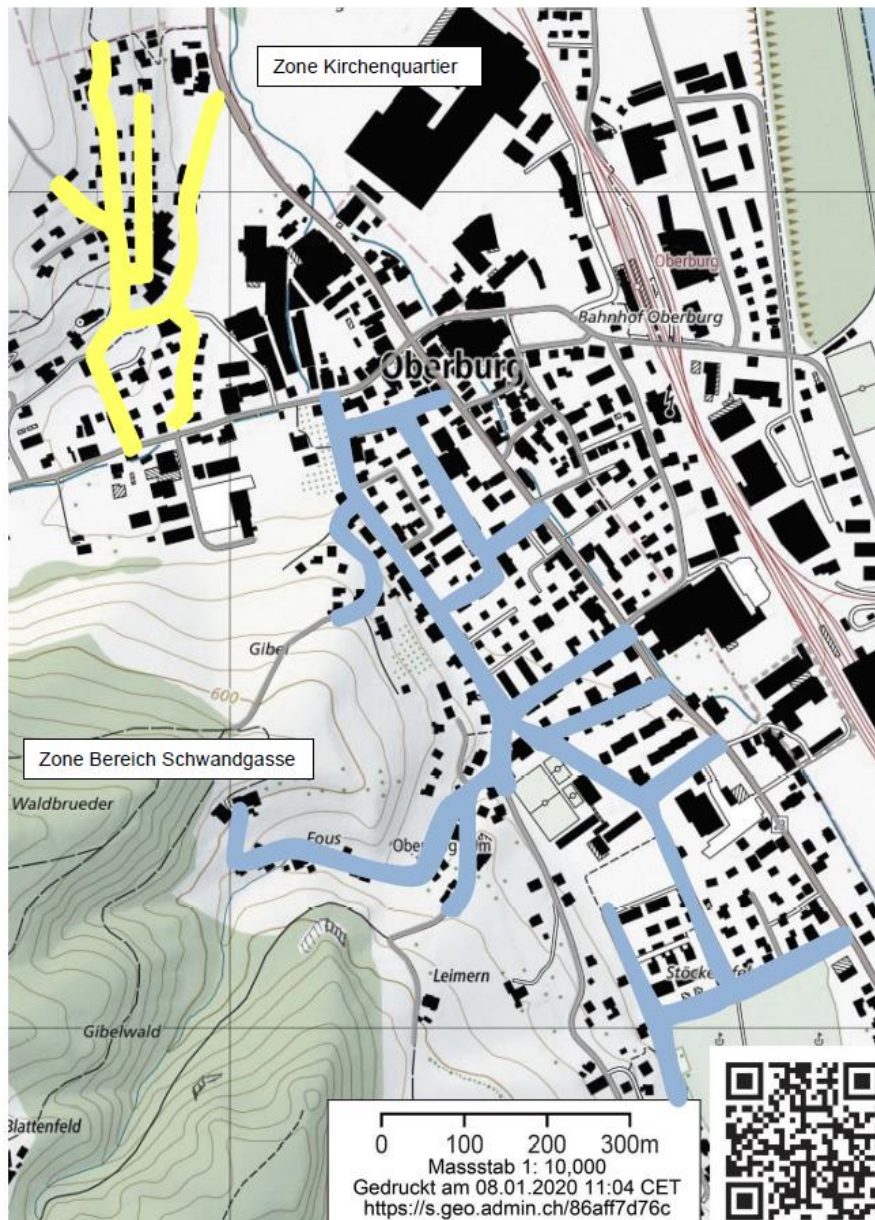 Zone Kirchenquartier
Oberburg
Bahnhof Oberburg
Oberburg
Gibel
600
Zone Bereich Schwandgasse
Waldbrueder
Fous
Leimern
23
Gibelwald
Blattenfeld
0 100 200 300m
Massstab 1: 10,000
Gedruckt am 08.01.2020 11:04 CET
https://s.geo.admin.ch/86aff7d76c